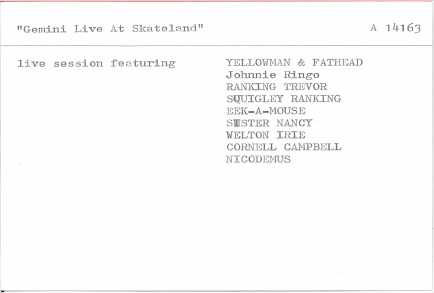 "Gemini Live At Skateland" A 14163
live session featuring YELLOWMAN & FATHEAD
Johnnie Ringo
RANKING TREVOR
SQUIGLEY RANKING
EEK-A-MOUSE
SISTER NANCY
WELTON IRIE
CORNELL CAMPBELL
NICODEMUS